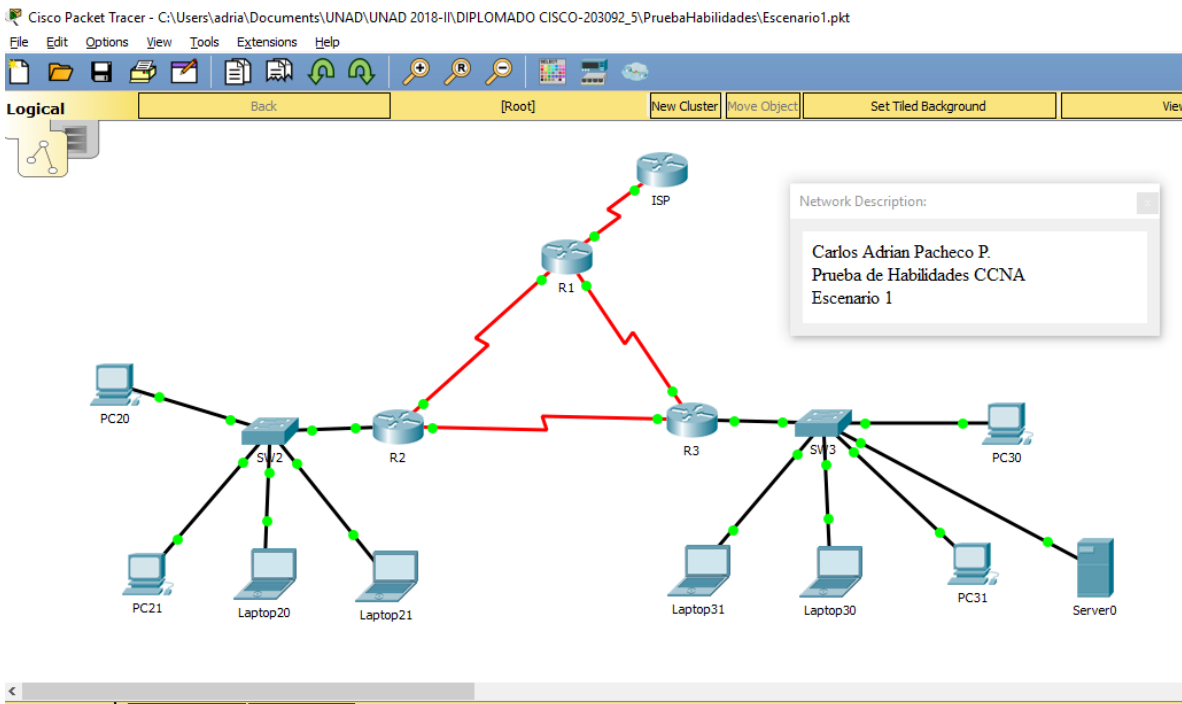 Cisco Packet Tracer - C:\Users\adria\Documents\UNAD\UNAD 2018-II\DIPLOMADO CISCO-203092_5\PruebaHabilidades\Escenario1.pkt
File Edit Options View Tools Extensions Help
Logical Back [Root] New Cluster Move Object Set Tiled Background
ISP
Network Description:
Carlos Adrian Pacheco P.
Prueba de Habilidades CCNA
Escenario 1
R1
PC20
SW2
R2
R3
SW3
PC30
PC21
Laptop20
Laptop21
Laptop31
Laptop30
PC31
Server0